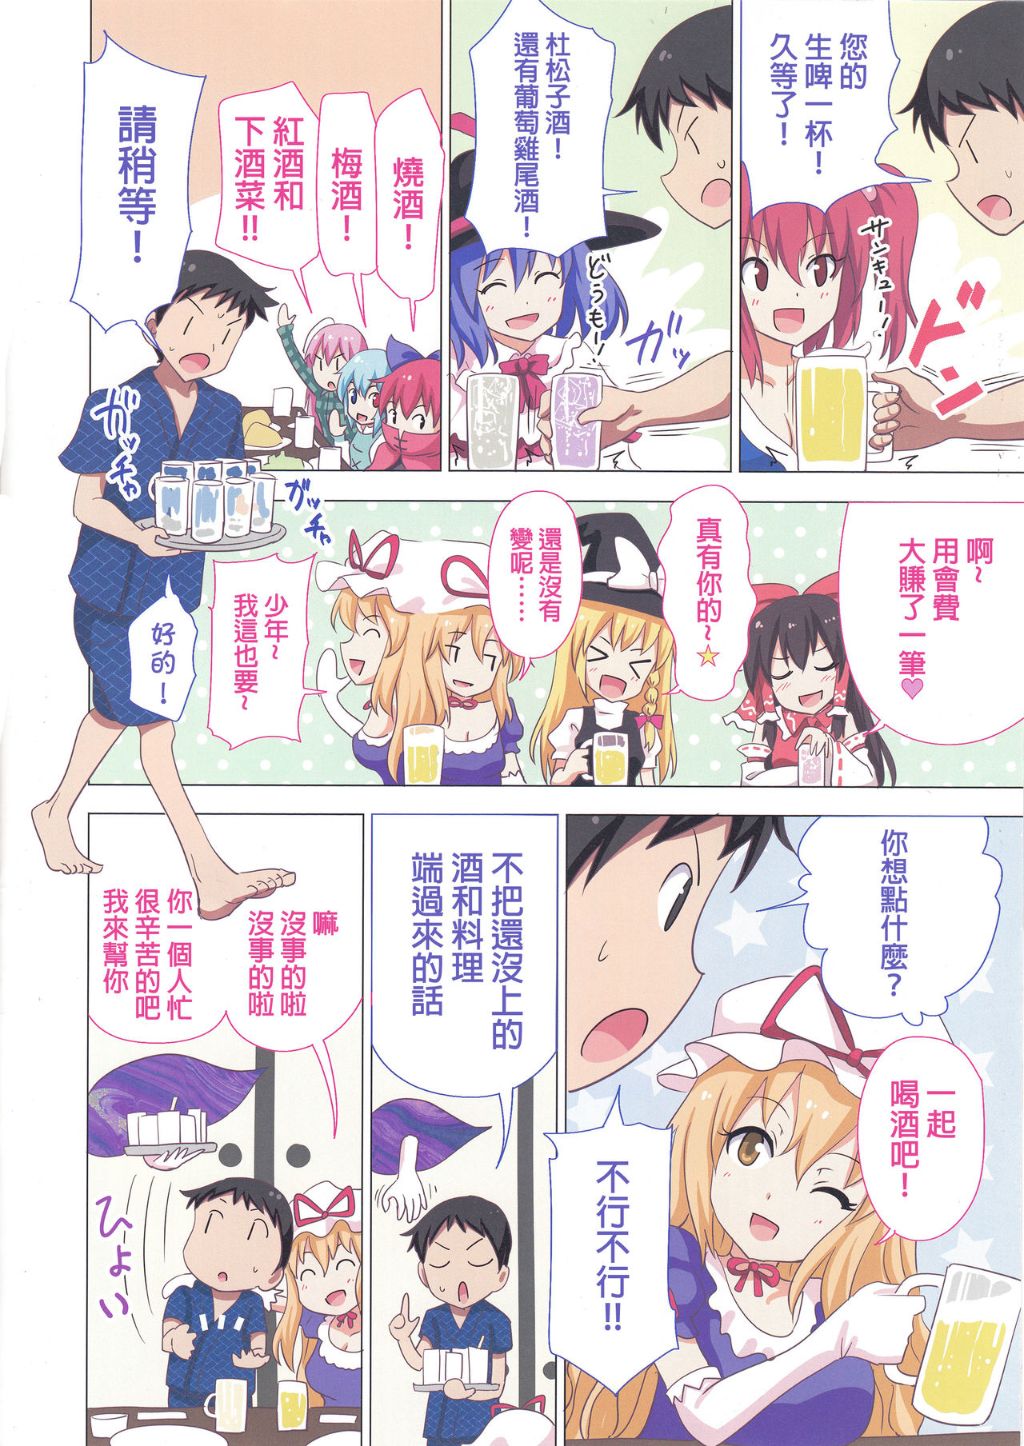 您的
生啤一杯！
久等了！
サンキュー！
ドン
杜松子酒！
還有葡萄雞尾酒！
どうもー！
ガッ
燒酒！
梅酒！
紅酒和
下酒菜!!
請稍等！
ガッチャ
ガッチャ
啊~
用會費
大賺了一筆♥
真有你的~★
還是沒有
變呢……
少年~
我這也要~
好的！
你想點什麼？
一起
喝酒吧！
不行不行!!
不把還沒上的
酒和料理
端過來的話
嘛
沒事的啦
沒事的啦
你一個人忙
很辛苦的吧
我來幫你
ひょい